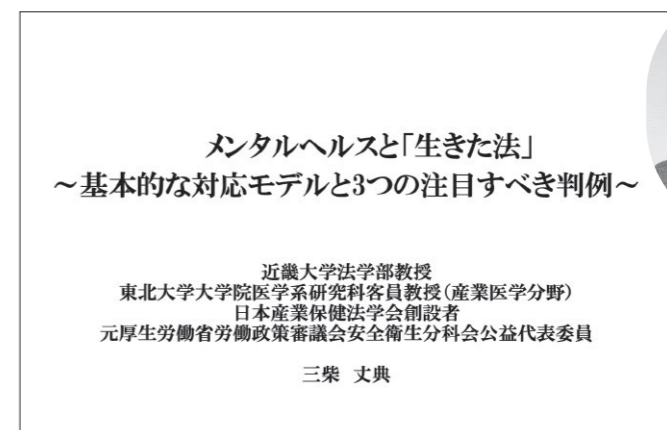 メンタルヘルスと「生きた法」
～基本的な対応モデルと3つの注目すべき判例～
近畿大学法学部教授
東北大学大学院医学系研究科客員教授(産業医学分野)
日本産業保健法学会創設者
元厚生労働省労働政策審議会安全衛生分科会公益代表委員
三柴 丈典